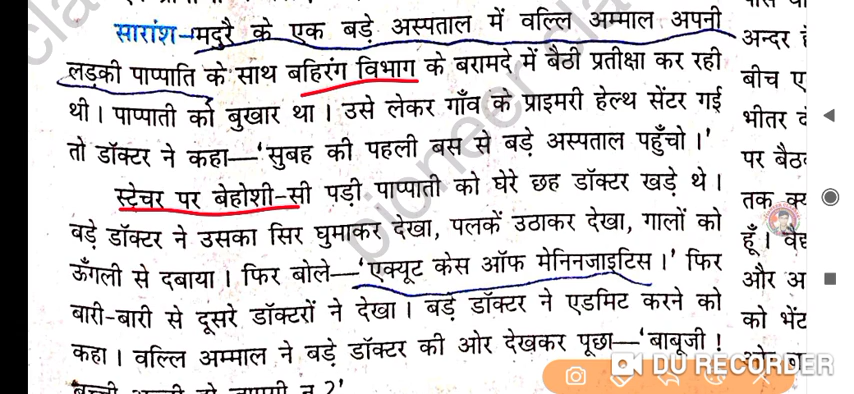 सारांश—मदुरै के एक बड़े अस्पताल में वल्लि अम्माल अपनी
लड़की पाप्पाति के साथ बहिरंग विभाग के बरामदे में बैठी प्रतीक्षा कर रही
थी। पाप्पाती को बुखार था। उसे लेकर गाँव के प्राइमरी हेल्थ सेंटर गई
तो डॉक्टर ने कहा—‘सुबह की पहली बस से बड़े अस्पताल पहुँचो।’
स्ट्रेचर पर बेहोशी-सी पड़ी पाप्पाती को घेरे छह डॉक्टर खड़े थे।
बड़े डॉक्टर ने उसका सिर घुमाकर देखा, पलकें उठाकर देखा, गालों को
ऊँगली से दबाया। फिर बोले—‘एक्यूट केस ऑफ मेनिनजाइटिस।’ फिर
बारी-बारी से दूसरे डॉक्टरों ने देखा। बड़े डॉक्टर ने एडमिट करने को
कहा। वल्लि अम्माल ने बड़े डॉक्टर की ओर देखकर पूछा—‘बाबूजी!
अन्दर
बीच ए
भीतर
पर बैठ
तक
हूँ।
और अ
को भेंट
pioneer cla
DU RECORDER